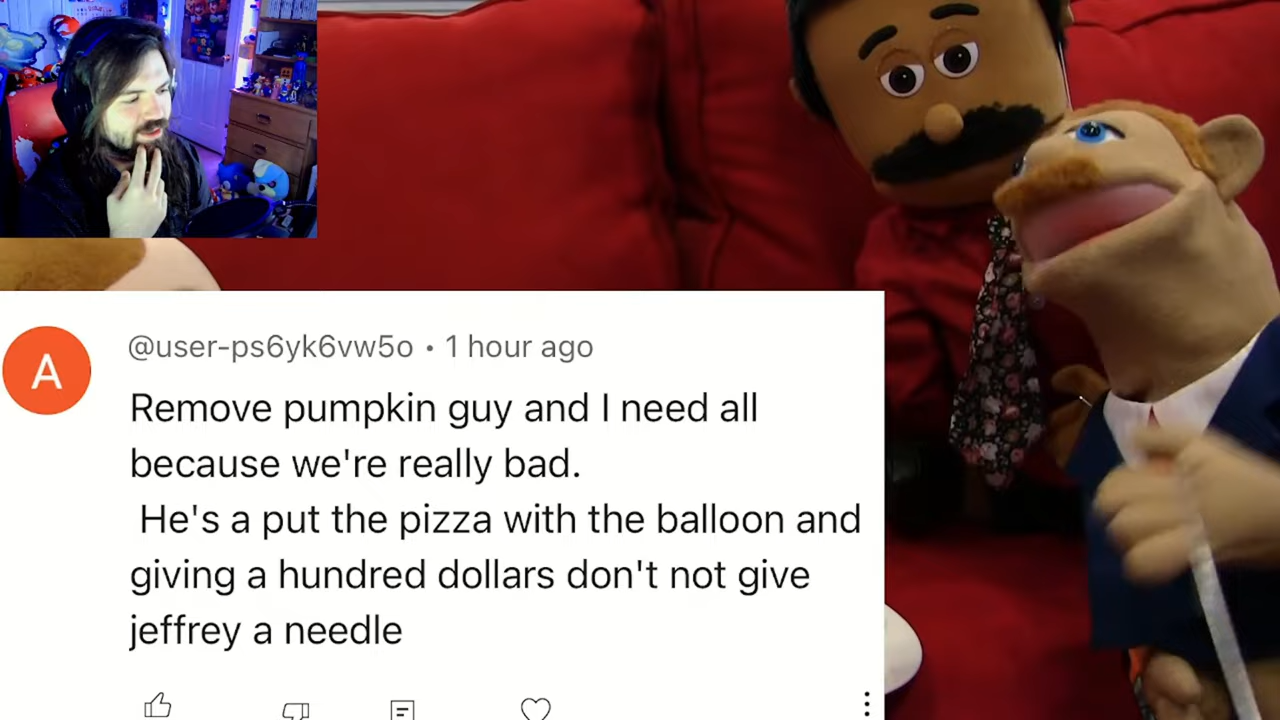 @user-ps6yk6vw5o • 1 hour ago
A
Remove pumpkin guy and I need all
because we're really bad.
He's a put the pizza with the balloon and
giving a hundred dollars don't not give
jeffrey a needle